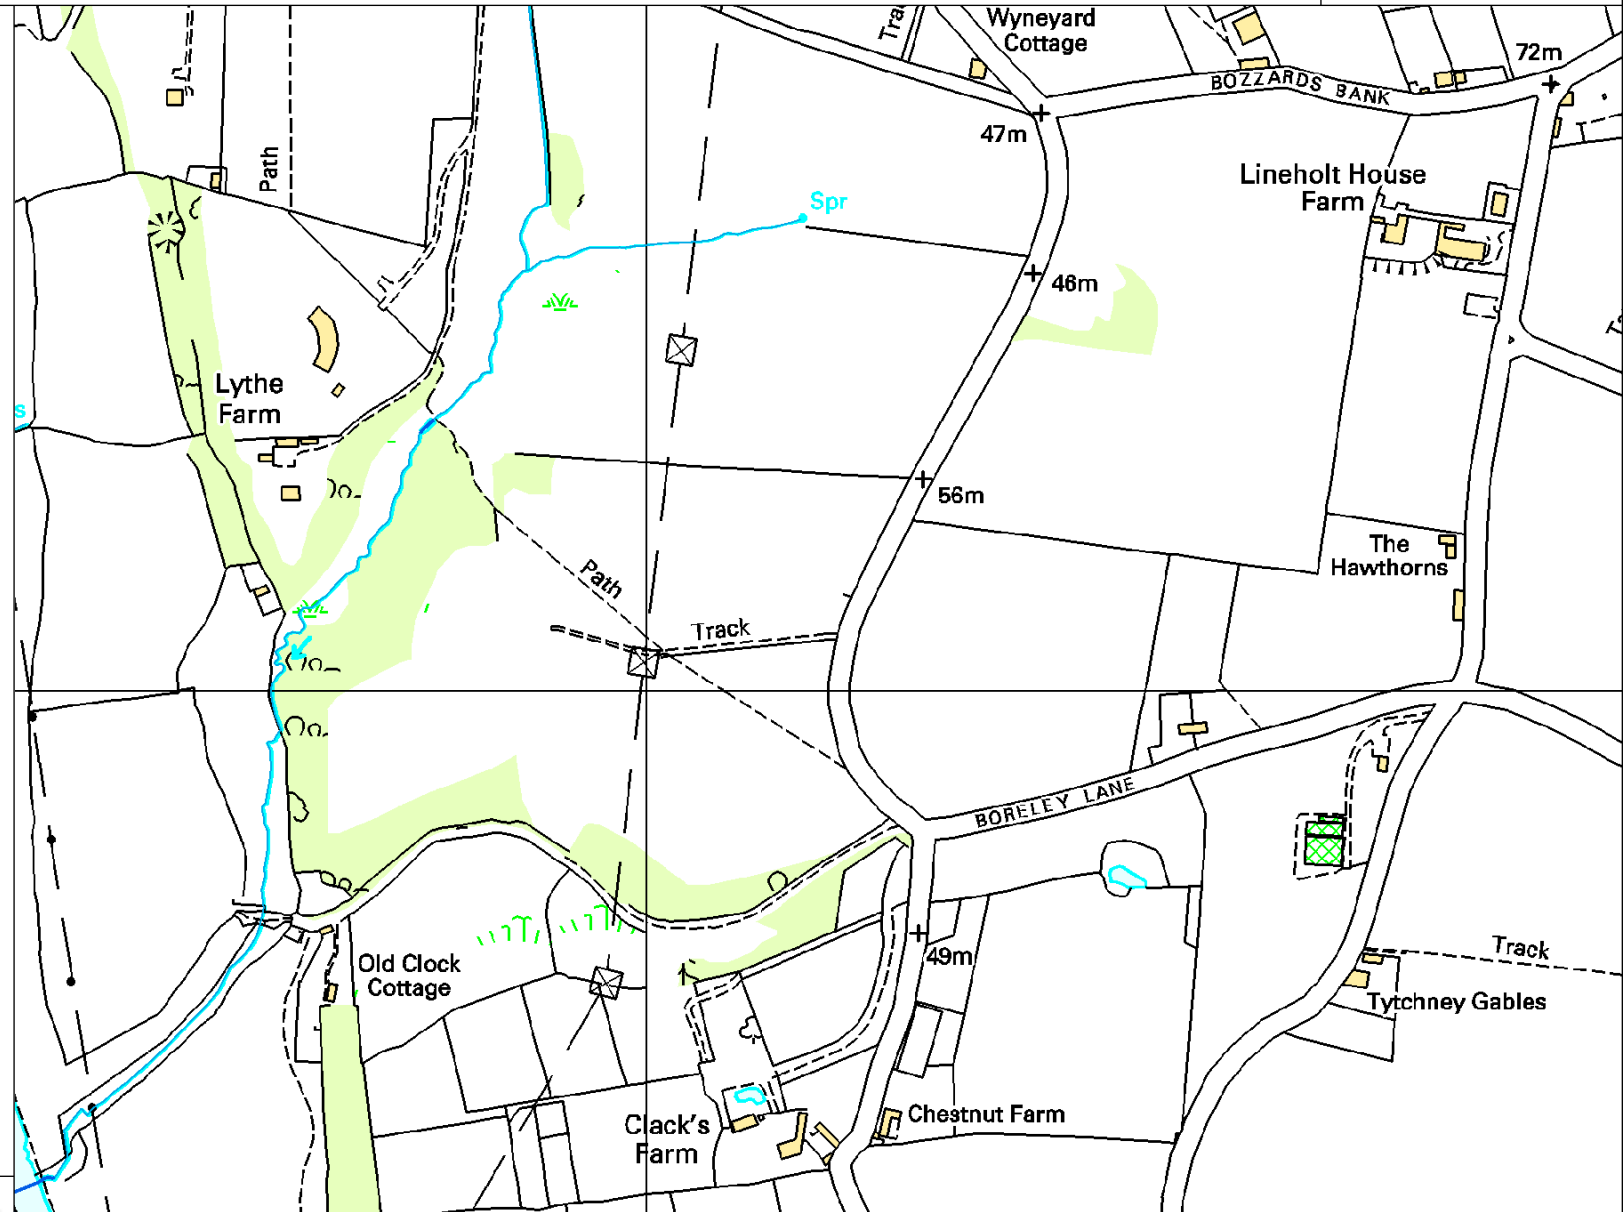 Wyneyard
Cottage
72m
BOZZARDS BANK
47m
Path
Lineholt House
Farm
Spr
46m
Lythe
Farm
s
56m
The
Hawthorns
Path
Track
BORELEY LANE
49m
Old Clock
Cottage
Track
Tytchney Gables
Clack's
Farm
Chestnut Farm